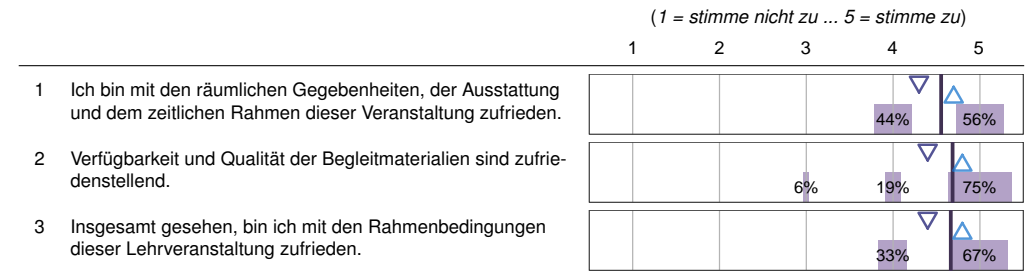 (1 = stimme nicht zu ... 5 = stimme zu)
1 2 3 4 5
1 Ich bin mit den räumlichen Gegebenheiten, der Ausstattung
und dem zeitlichen Rahmen dieser Veranstaltung zufrieden.
44% 56%
2 Verfügbarkeit und Qualität der Begleitmaterialien sind zufrie-
denstellend.
6% 19% 75%
3 Insgesamt gesehen, bin ich mit den Rahmenbedingungen
dieser Lehrveranstaltung zufrieden.
33% 67%